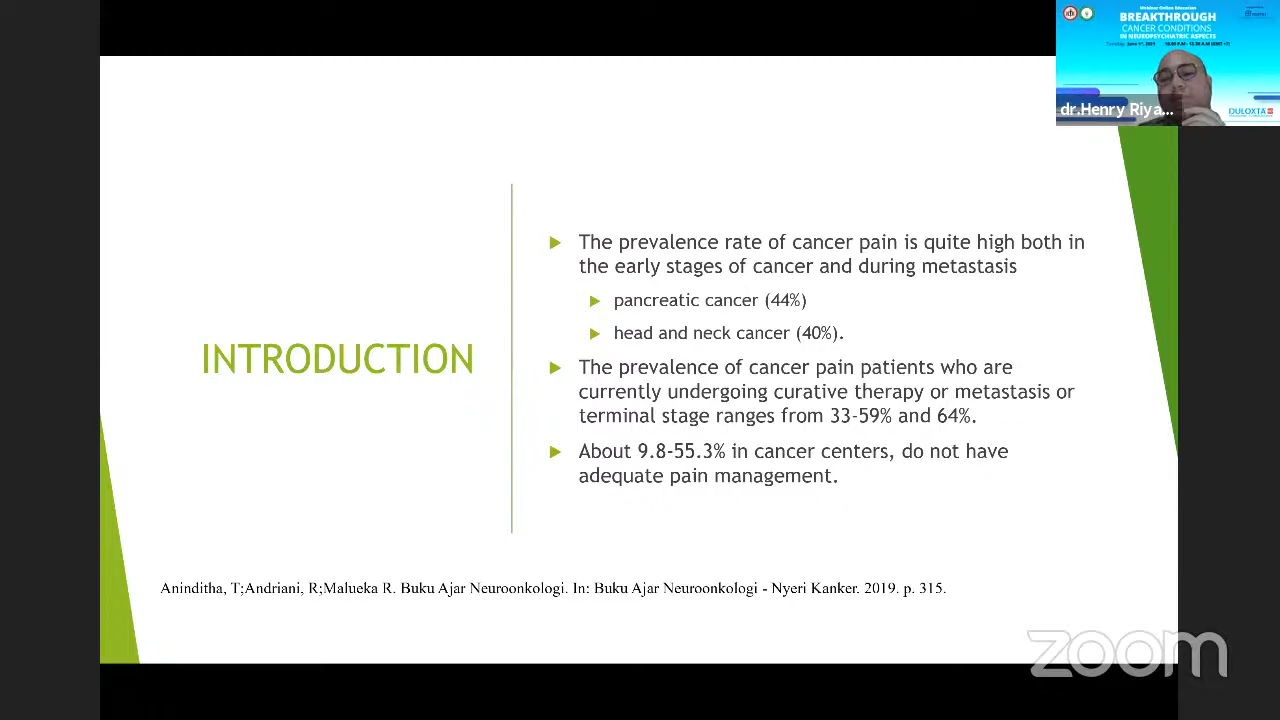 Webinar Online Education
BREAKTHROUGH
CANCER CONDITIONS
IN NEUROPSYCHIATRIC ASPECTS
dr.Henry Riya...
DULOXTA
INTRODUCTION
The prevalence rate of cancer pain is quite high both in
the early stages of cancer and during metastasis
pancreatic cancer (44%)
head and neck cancer (40%).
The prevalence of cancer pain patients who are
currently undergoing curative therapy or metastasis or
terminal stage ranges from 33-59% and 64%.
About 9.8-55.3% in cancer centers, do not have
adequate pain management.
Aninditha, T;Andriani, R;Malueka R. Buku Ajar Neuroonkologi. In: Buku Ajar Neuroonkologi - Nyeri Kanker. 2019. p. 315.
zoom